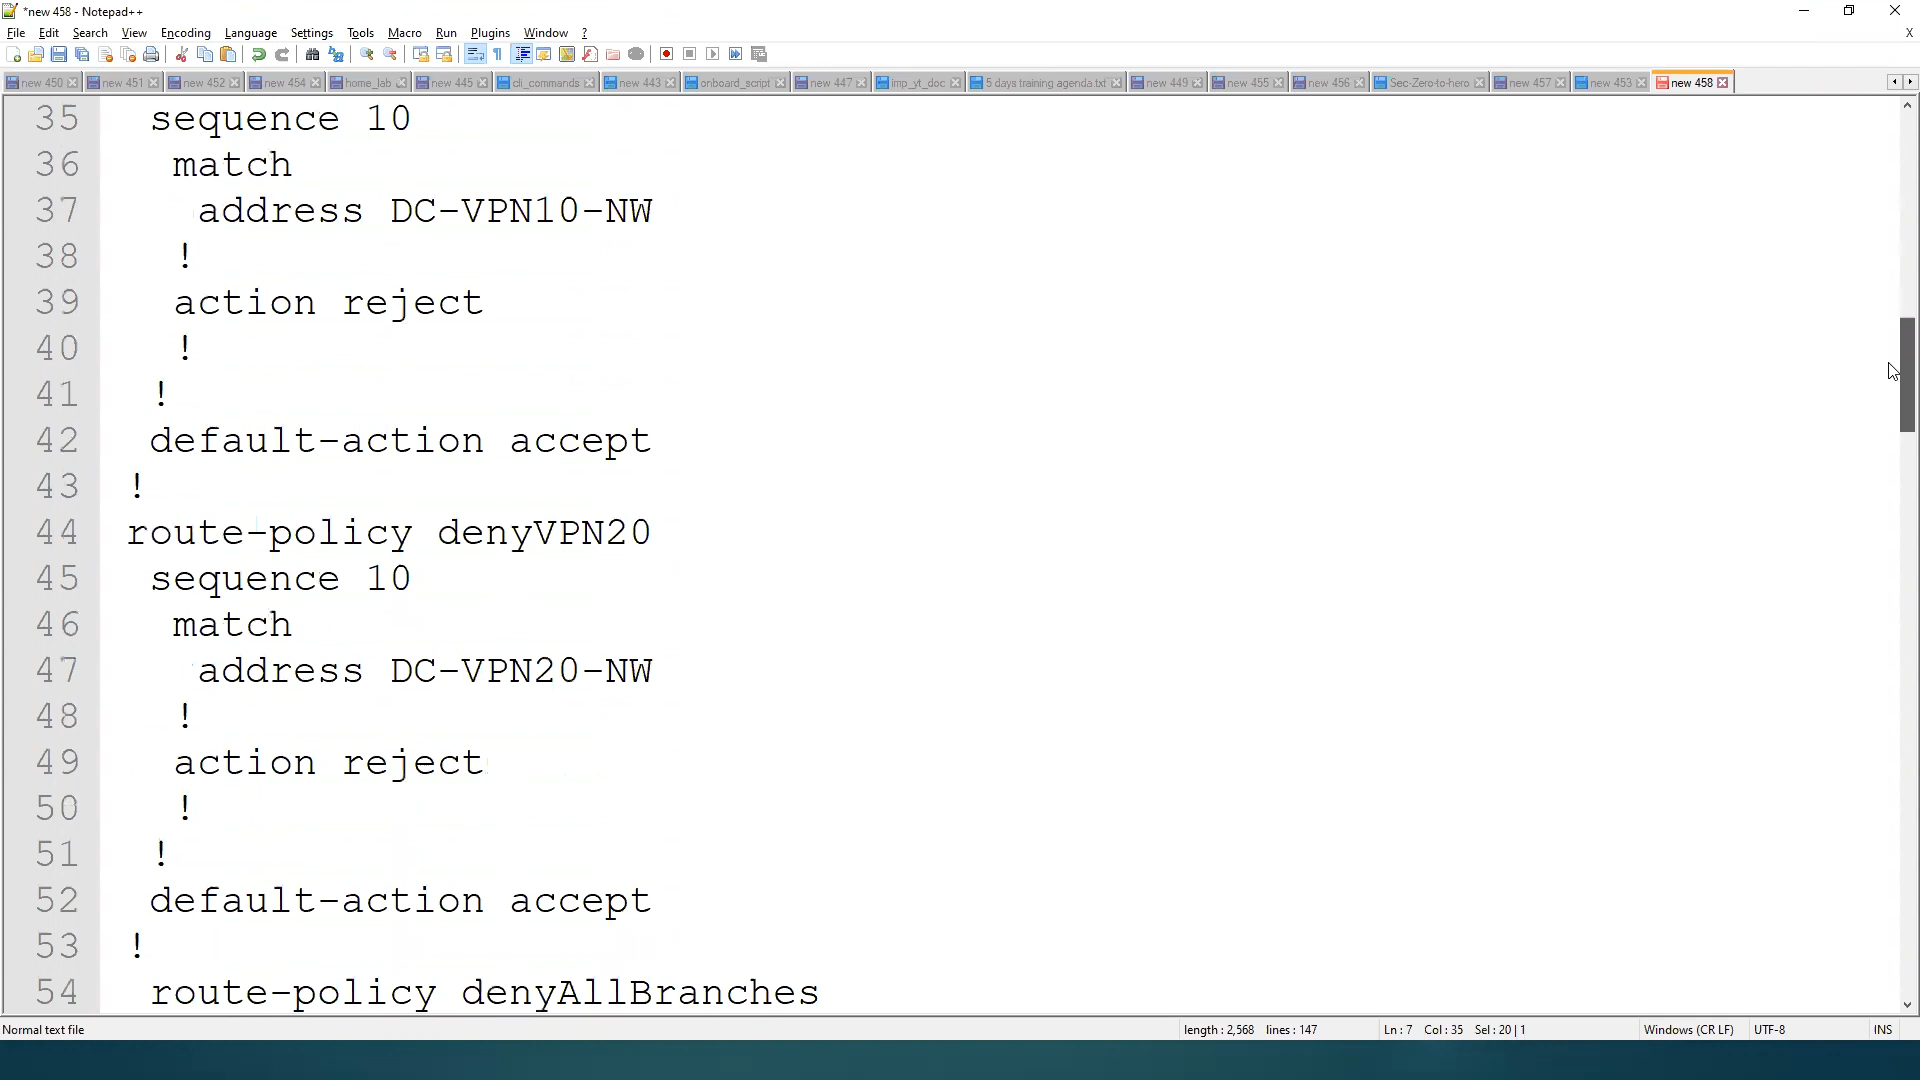 *new 458 - Notepad++
File Edit Search View Encoding Language Settings Tools Macro Run Plugins Window ? X
new 450 new 451 new 452 new 454 home_lab new 445 cli_commands new 443 onboard_script new 447 imp_yt_doc 5 days training agenda.txt new 449 new 455 new 456 Sec-Zero-to-hero new 457 new 453 new 458
35 sequence 10
36 match
37 address DC-VPN10-NW
38 !
39 action reject
40 !
41 !
42 default-action accept
43 !
44 route-policy denyVPN20
45 sequence 10
46 match
47 address DC-VPN20-NW
48 !
49 action reject
50 !
51 !
52 default-action accept
53 !
54 route-policy denyAllBranches
Normal text file length : 2,568 lines : 147 Ln : 7 Col : 35 Sel : 20 | 1 Windows (CR LF) UTF-8 INS